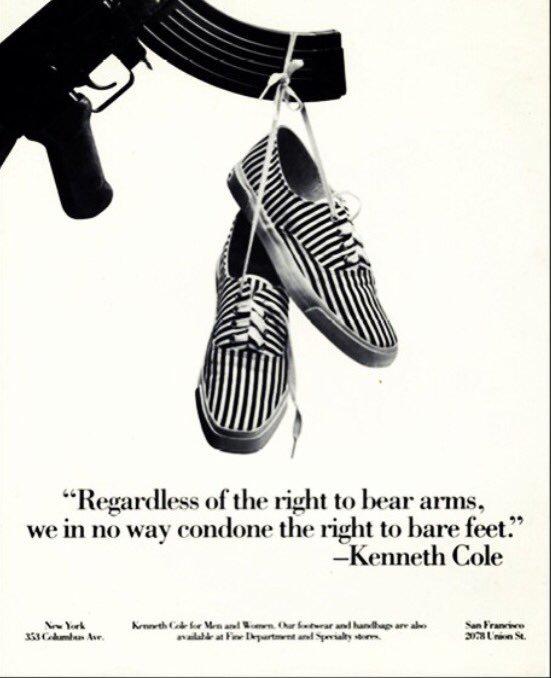 “Regardless of the right to bear arms,
we in no way condone the right to bare feet.”
–Kenneth Cole
New York
353 Columbus Ave.
Kenneth Cole for Men and Women. Our footwear and handbags are also
available at Fine Department and Specialty stores.
San Francisco
2078 Union St.